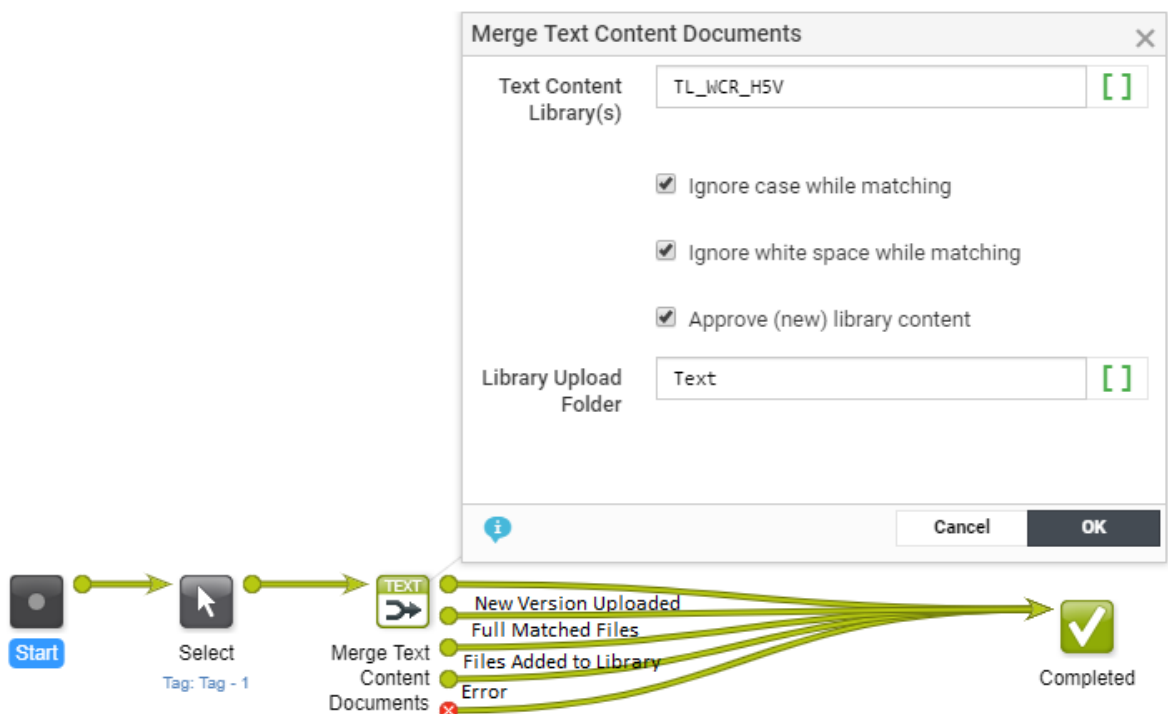 Merge Text Content Documents
Text Content
Library(s)
TL_WCR_H5V
[ ]
Ignore case while matching
Ignore white space while matching
Approve (new) library content
Library Upload
Folder
Text
[ ]
Cancel
OK
Start
Select
Tag: Tag - 1
TEXT
Merge Text
Content
Documents
New Version Uploaded
Full Matched Files
Files Added to Library
Error
Completed